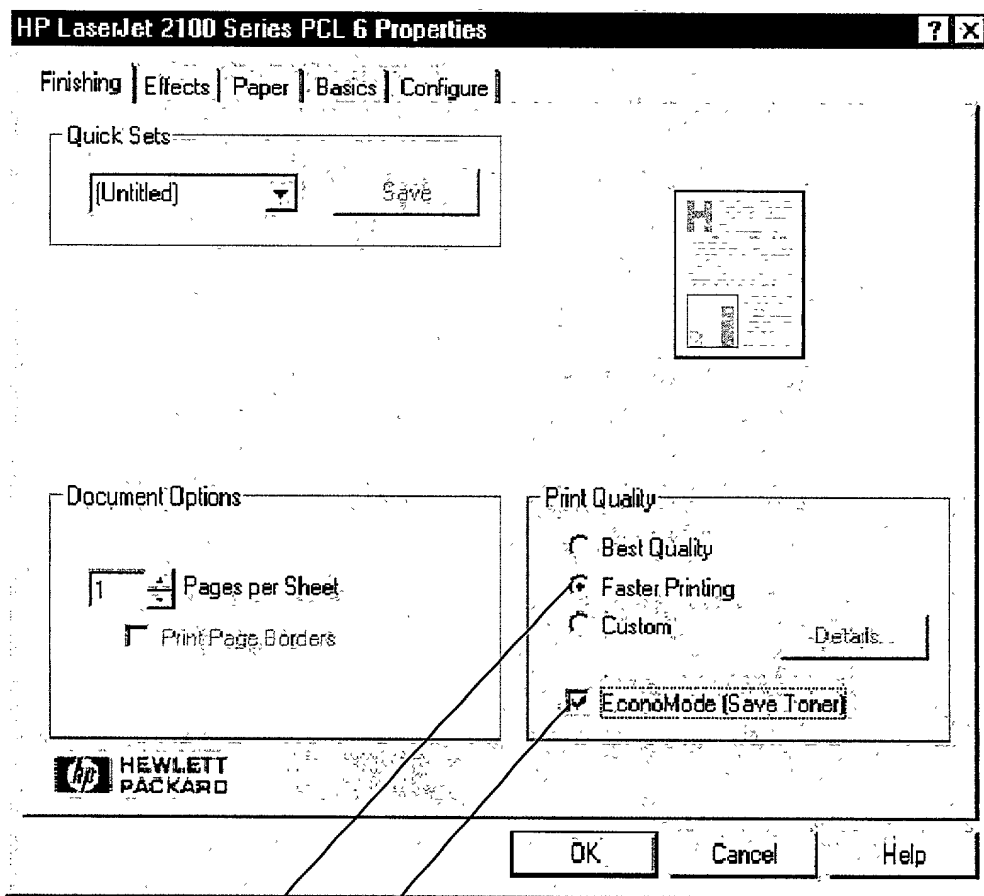 HP LaserJet 2100 Series PCL 6 Properties
Finishing Effects Paper Basics Configure
Quick Sets
(Untitled) Save
H
Document Options
1 Pages per Sheet
Print Page Borders
Print Quality
Best Quality
Faster Printing
Custom Details...
EconoMode (Save Toner)
hp HEWLETT
PACKARD
OK Cancel Help